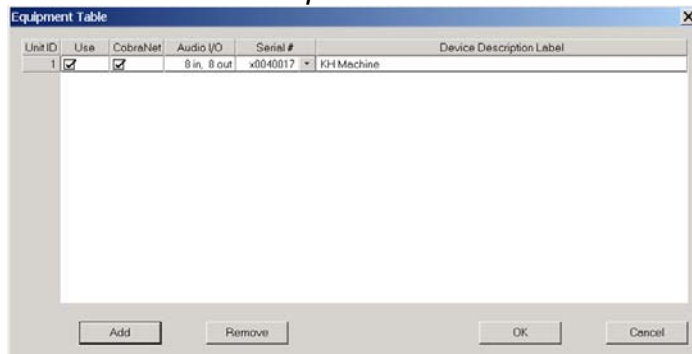 Equipment Table
Unit ID Use CobraNet Audio I/O Serial # Device Description Label
1 8 in, 8 out x0040017 KH Machine
Add Remove OK Cancel